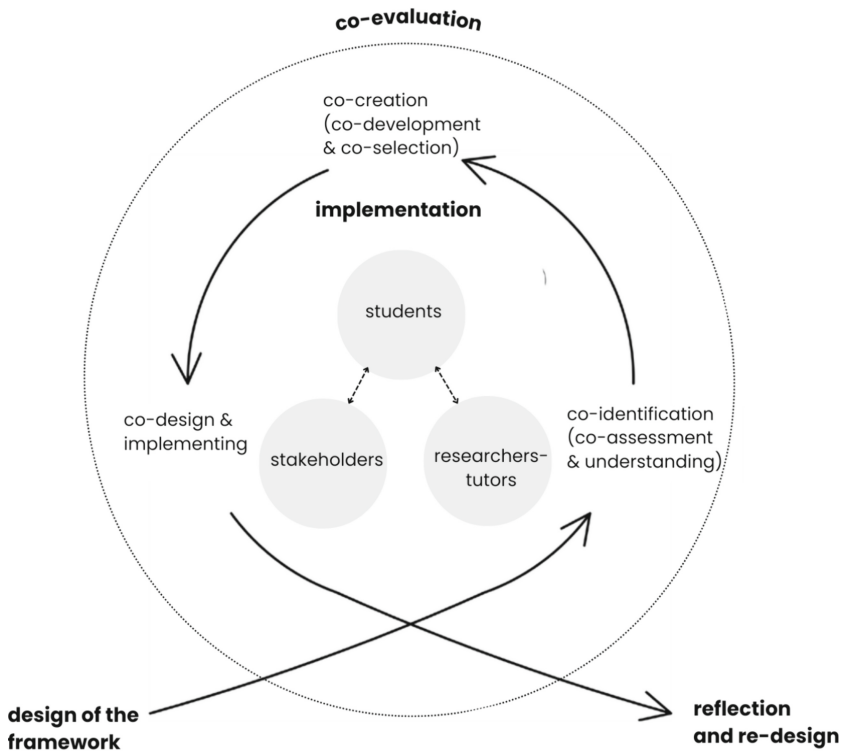 co-evaluation
co-creation
(co-development
& co-selection)
implementation
students
co-design &
implementing
stakeholders
researchers-
tutors
co-identification
(co-assessment
& understanding)
design of the
framework
reflection
and re-design